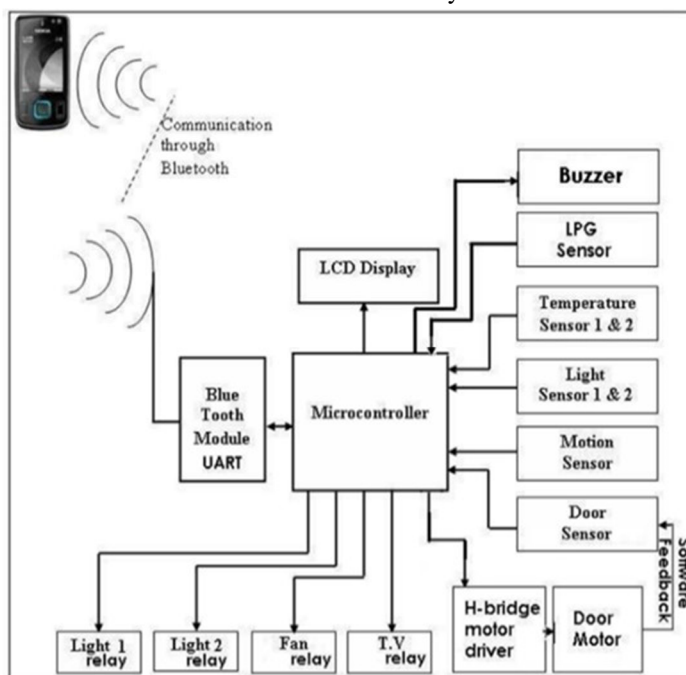 NOKIA
Communication
through
Bluetooth
Buzzer
LPG
Sensor
LCD Display
Temperature
Sensor 1 & 2
Blue
Tooth
Module
UART
Microcontroller
Light
Sensor 1 & 2
Motion
Sensor
Door
Sensor
Software
Feedback
Light 1
relay
Light 2
relay
Fan
relay
T.V
relay
H-bridge
motor
driver
Door
Motor